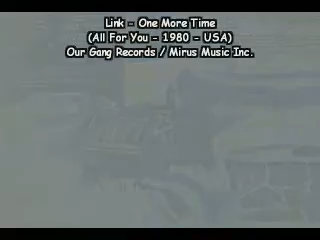 Link - One More Time
(All For You - 1980 - USA)
Our Gang Records / Mirus Music Inc.